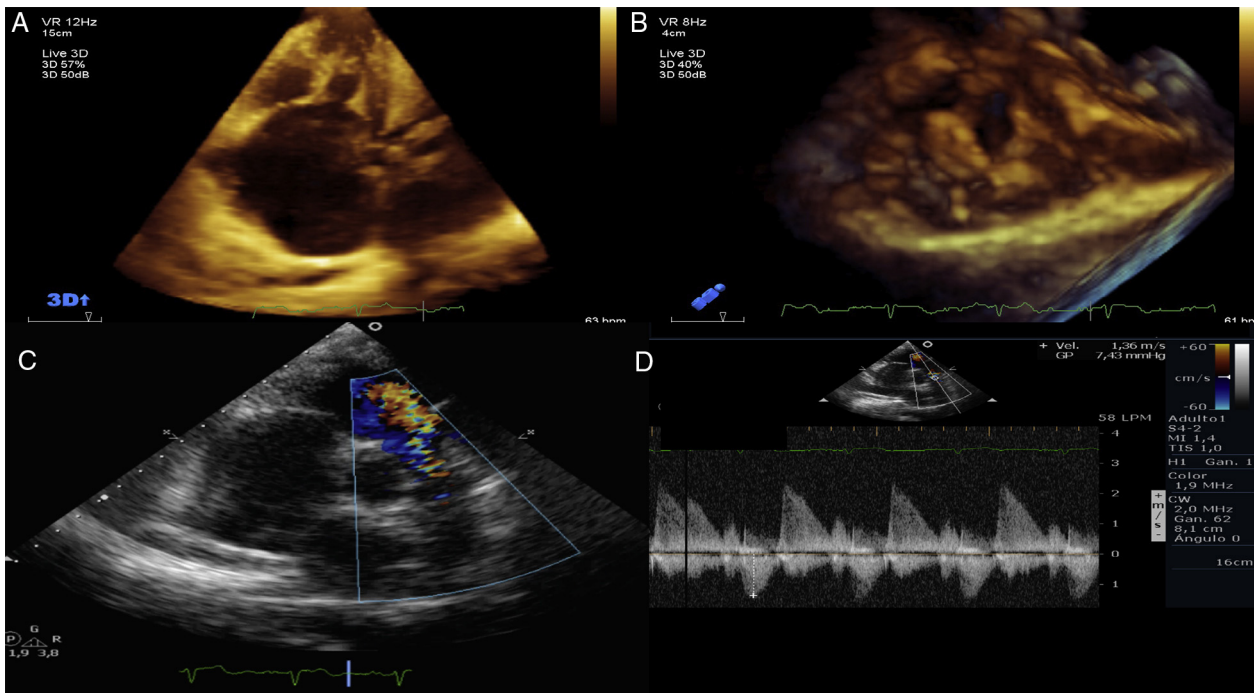 A
VR 12Hz
15cm
Live 3D
3D 57%
3D 50dB
3D↑
63 bpm
B
VR 8Hz
4cm
Live 3D
3D 40%
3D 50dB
61 bpm
C
P
G
R
1,9 3,8
D
+ Vel. 1,36 m/s
GP 7,43 mmHg
58 LPM
4
3
2
1
0
1
+ m/s -
+60
cm/s
-60
Adulto1
S4-2
MI 1,4
TIS 1,0
H1 Gan. 1
Color
1,9 MHz
CW
2,0 MHz
Gan. 62
8,1 cm
Ángulo 0
16cm